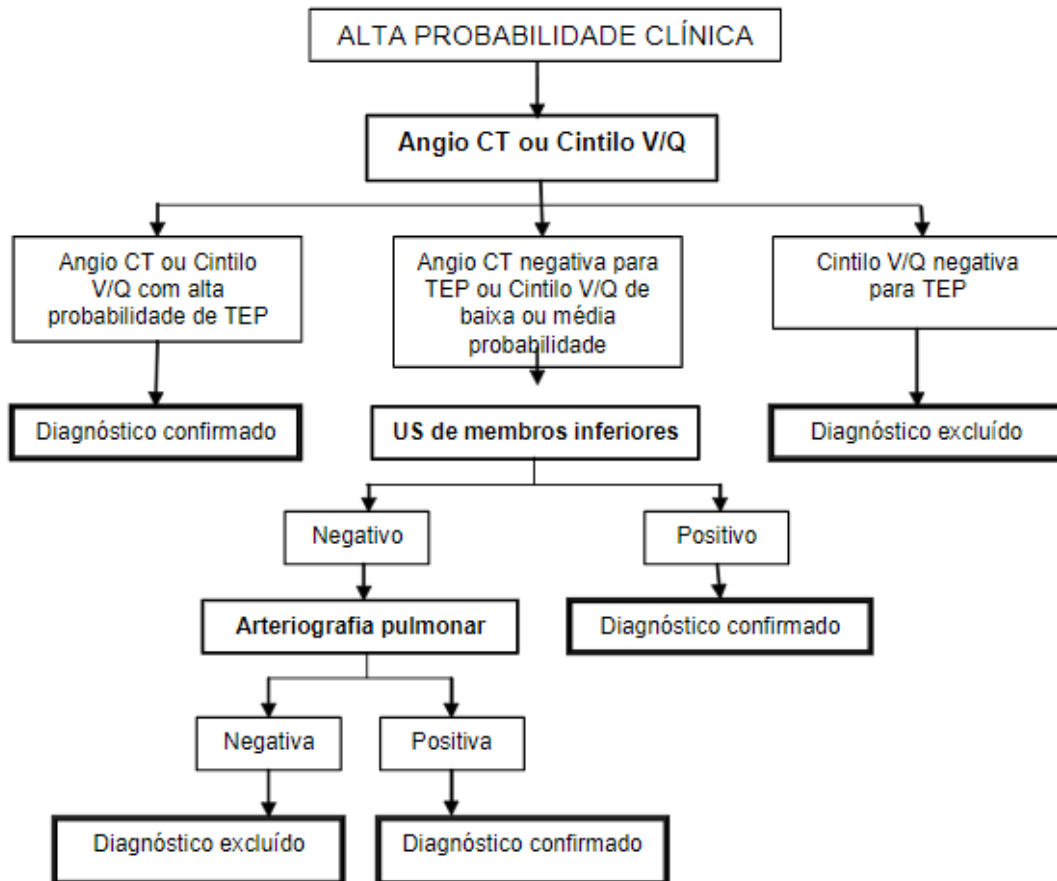 ALTA PROBABILIDADE CLÍNICA
Angio CT ou Cintilo V/Q
Angio CT ou Cintilo
V/Q com alta
probabilidade de TEP
Angio CT negativa para
TEP ou Cintilo V/Q de
baixa ou média
probabilidade
Cintilo V/Q negativa
para TEP
Diagnóstico confirmado
US de membros inferiores
Diagnóstico excluído
Negativo
Positivo
Arteriografia pulmonar
Diagnóstico confirmado
Negativa
Positiva
Diagnóstico excluído
Diagnóstico confirmado